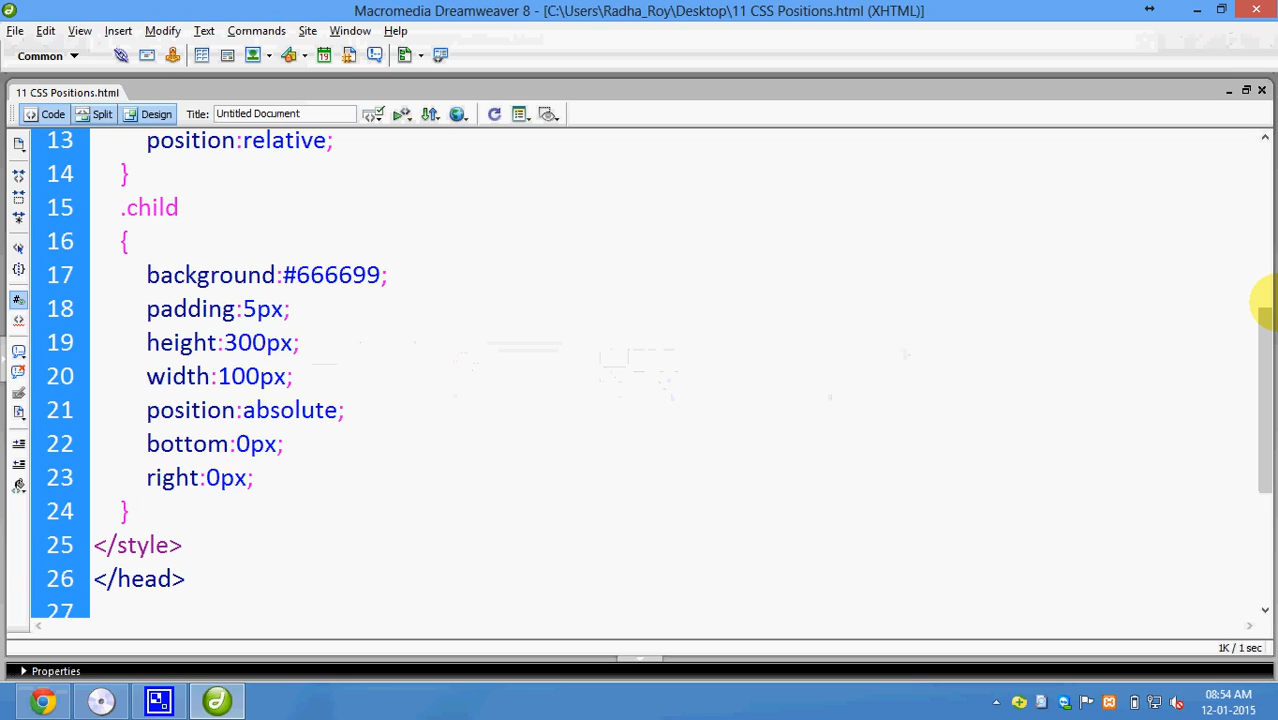 Macromedia Dreamweaver 8 - [C:\Users\Radha_Roy\Desktop\11 CSS Positions.html (XHTML)]
File Edit View Insert Modify Text Commands Site Window Help
Common
11 CSS Positions.html
Code Split Design Title: Untitled Document
13 position:relative;
14 }
15 .child
16 {
17 background:#666699;
18 padding:5px;
19 height:300px;
20 width:100px;
21 position:absolute;
22 bottom:0px;
23 right:0px;
24 }
25 </style>
26 </head>
27
1K / 1 sec
Properties
08:54 AM
12-01-2015